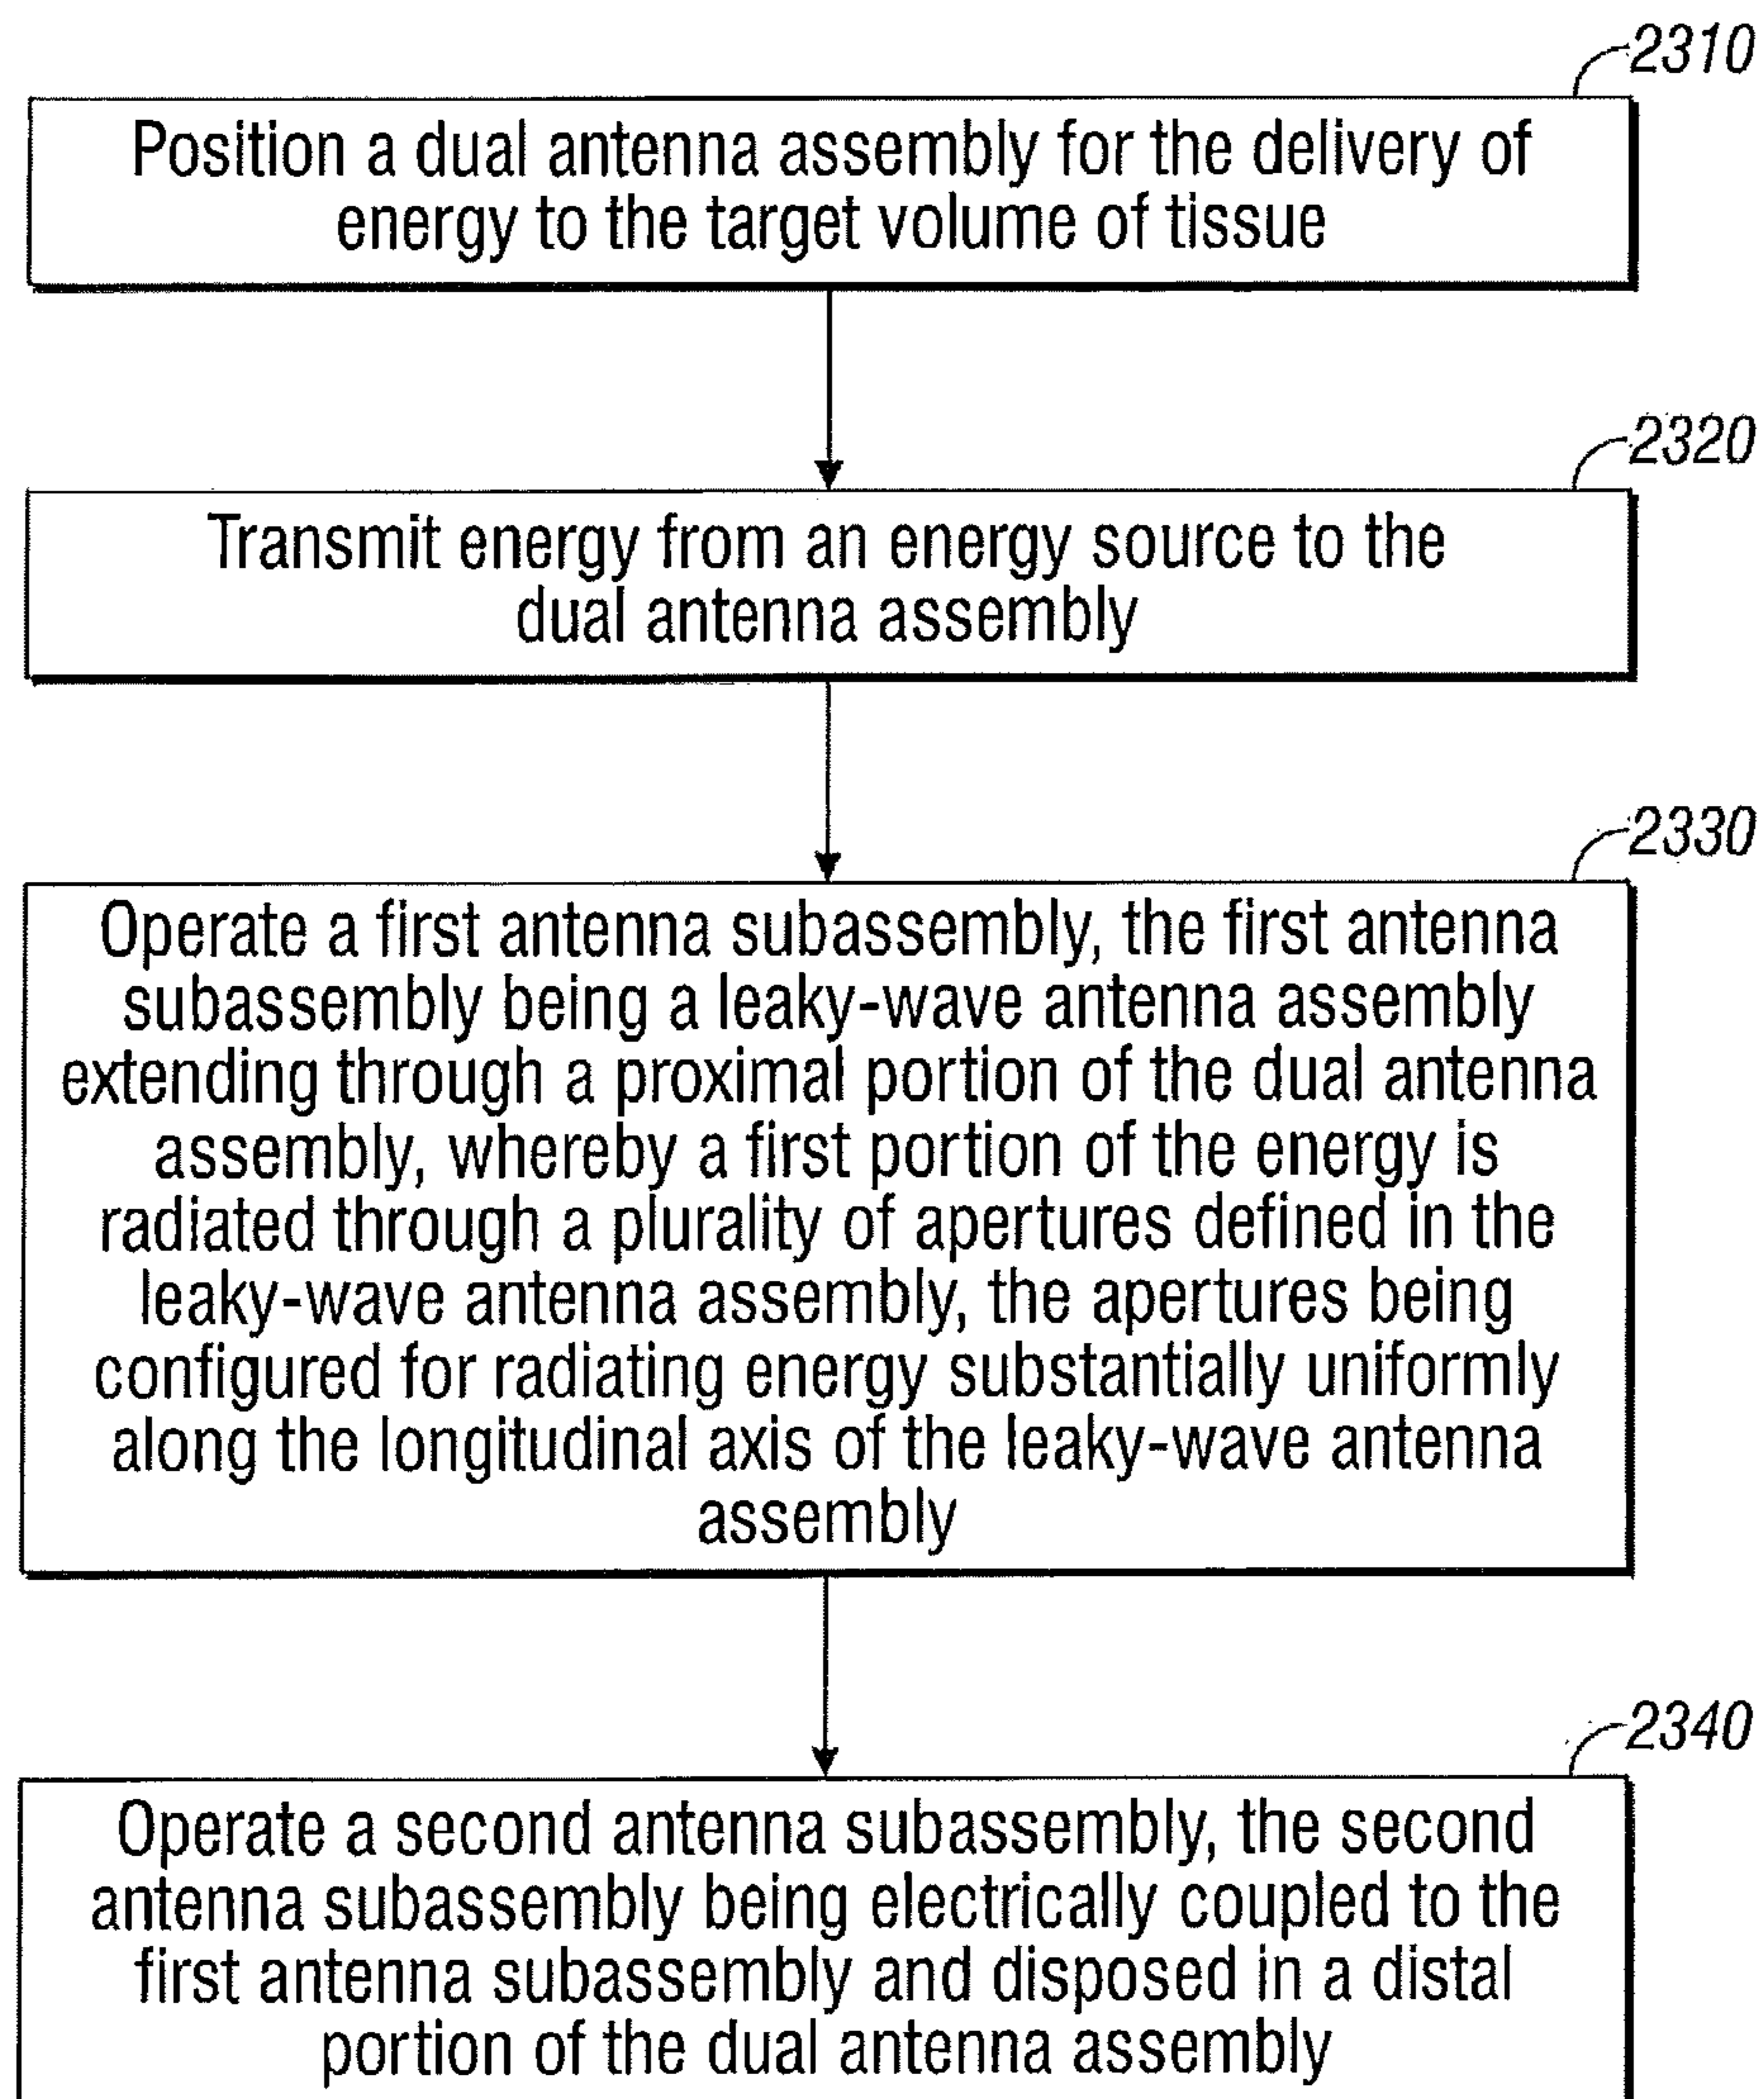 2310
Position a dual antenna assembly for the delivery of
energy to the target volume of tissue
2320
Transmit energy from an energy source to the
dual antenna assembly
2330
Operate a first antenna subassembly, the first antenna
subassembly being a leaky-wave antenna assembly
extending through a proximal portion of the dual antenna
assembly, whereby a first portion of the energy is
radiated through a plurality of apertures defined in the
leaky-wave antenna assembly, the apertures being
configured for radiating energy substantially uniformly
along the longitudinal axis of the leaky-wave antenna
assembly
2340
Operate a second antenna subassembly, the second
antenna subassembly being electrically coupled to the
first antenna subassembly and disposed in a distal
portion of the dual antenna assembly